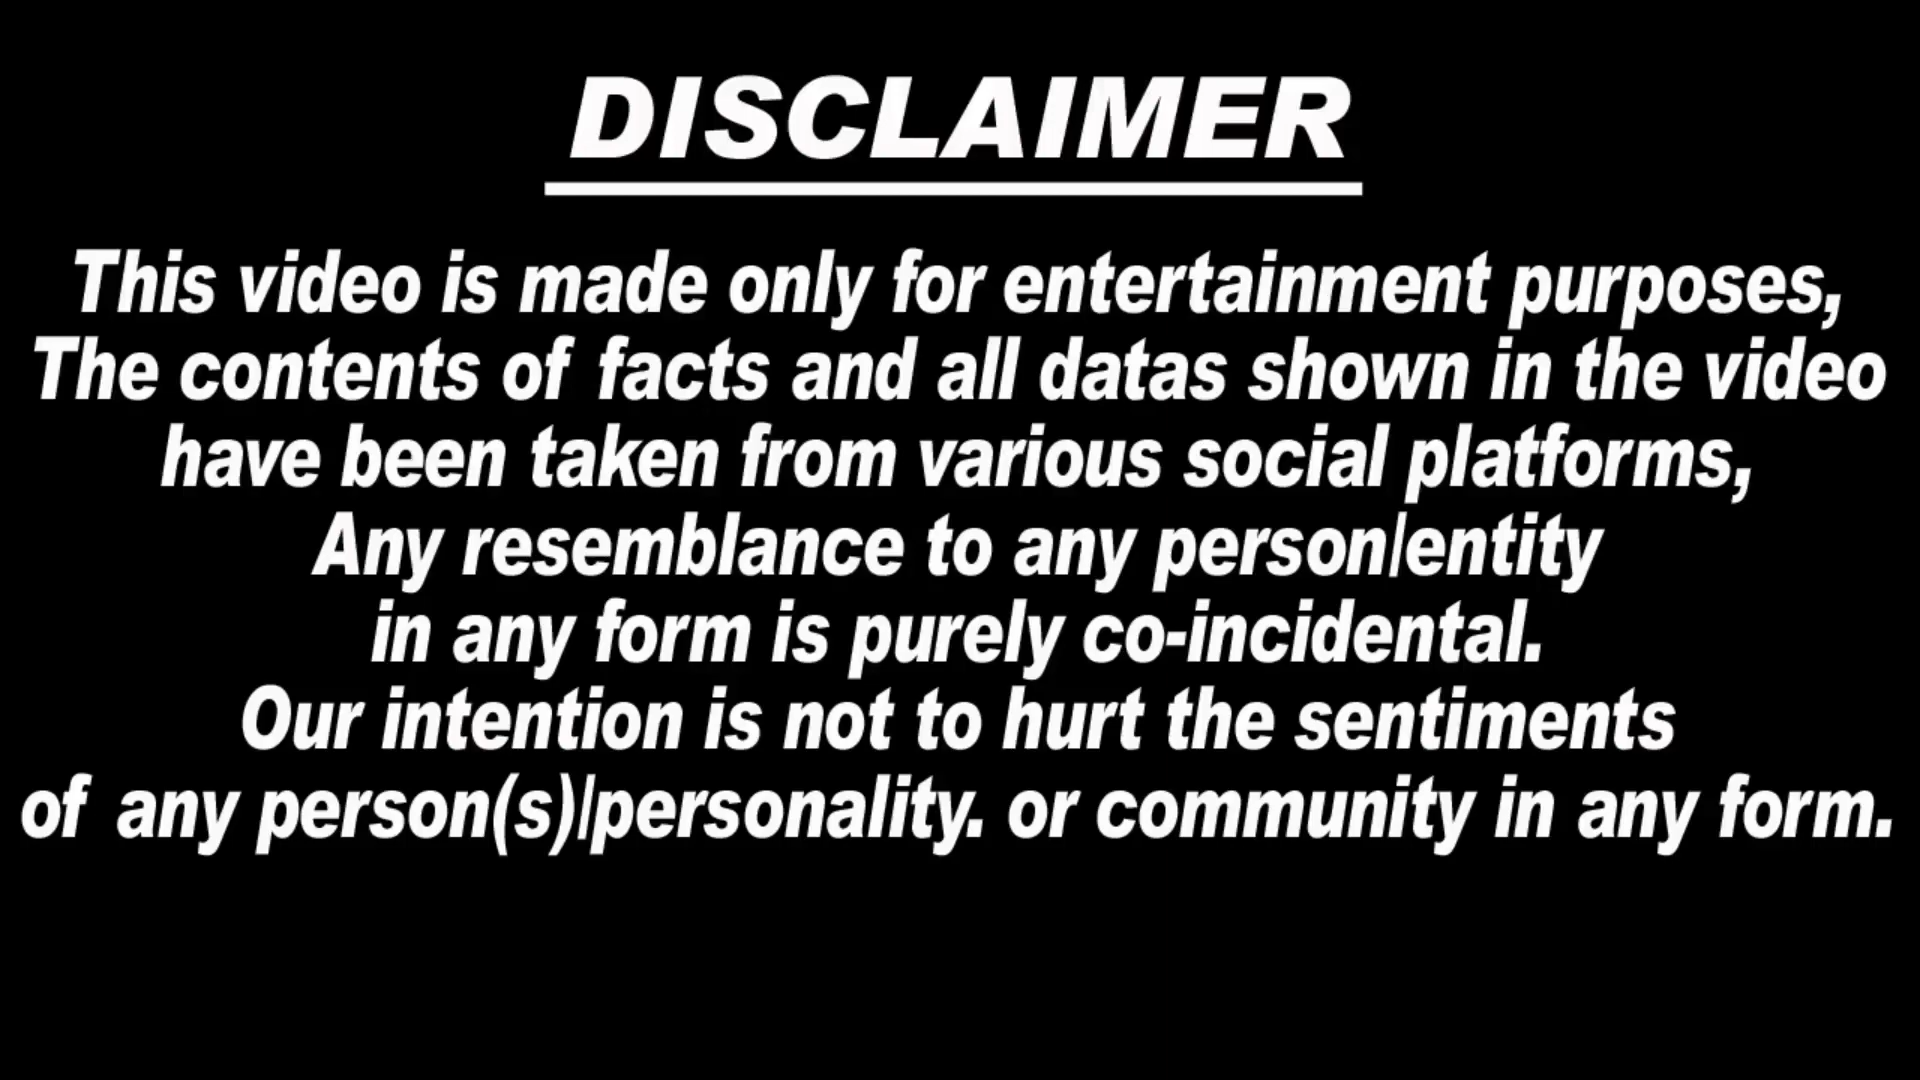 DISCLAIMER
This video is made only for entertainment purposes,
The contents of facts and all datas shown in the video
have been taken from various social platforms,
Any resemblance to any person/entity
in any form is purely co-incidental.
Our intention is not to hurt the sentiments
of any person(s)/personality. or community in any form.